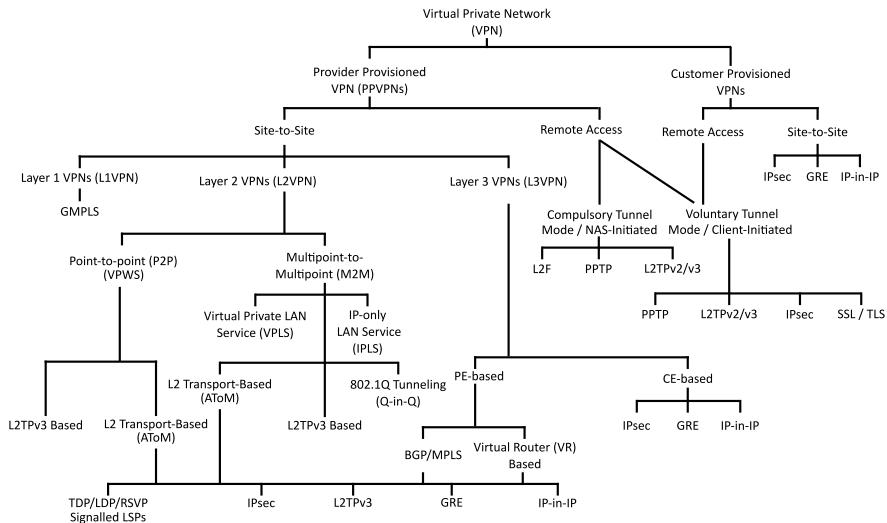 Virtual Private Network
(VPN)
Provider Provisioned
VPN (PPVPNs)
Customer Provisioned
VPNs
Site-to-Site
Remote Access
Remote Access
Site-to-Site
IPsec
GRE
IP-in-IP
Layer 1 VPNs (L1VPN)
Layer 2 VPNs (L2VPN)
Layer 3 VPNs (L3VPN)
GMPLS
Compulsory Tunnel
Mode / NAS-Initiated
Voluntary Tunnel
Mode / Client-Initiated
L2F
PPTP
L2TPv2/v3
PPTP
L2TPv2/v3
IPsec
SSL / TLS
Point-to-point (P2P)
(VPWS)
Multipoint-to-
Multipoint (M2M)
Virtual Private LAN
Service (VPLS)
IP-only
LAN Service
(IPLS)
L2 Transport-Based
(AToM)
802.1Q Tunneling
(Q-in-Q)
PE-based
CE-based
L2TPv3 Based
L2 Transport-Based
(AToM)
L2TPv3 Based
IPsec
GRE
IP-in-IP
BGP/MPLS
Virtual Router (VR)
Based
TDP/LDP/RSVP
Signalled LSPs
IPsec
L2TPv3
GRE
IP-in-IP